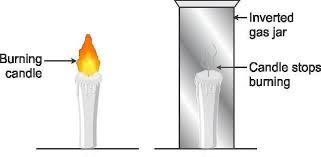 Burning
candle
Inverted
gas jar
Candle stops
burning